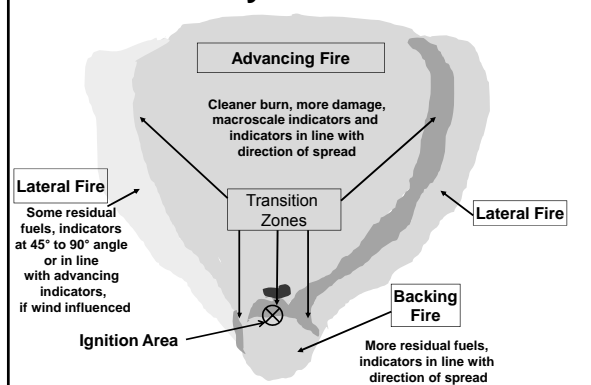 Advancing Fire
Cleaner burn, more damage,
macroscale indicators and
indicators in line with
direction of spread
Lateral Fire
Some residual
fuels, indicators
at 45° to 90° angle
or in line
with advancing
indicators,
if wind influenced
Transition
Zones
Lateral Fire
Ignition Area
Backing
Fire
More residual fuels,
indicators in line with
direction of spread